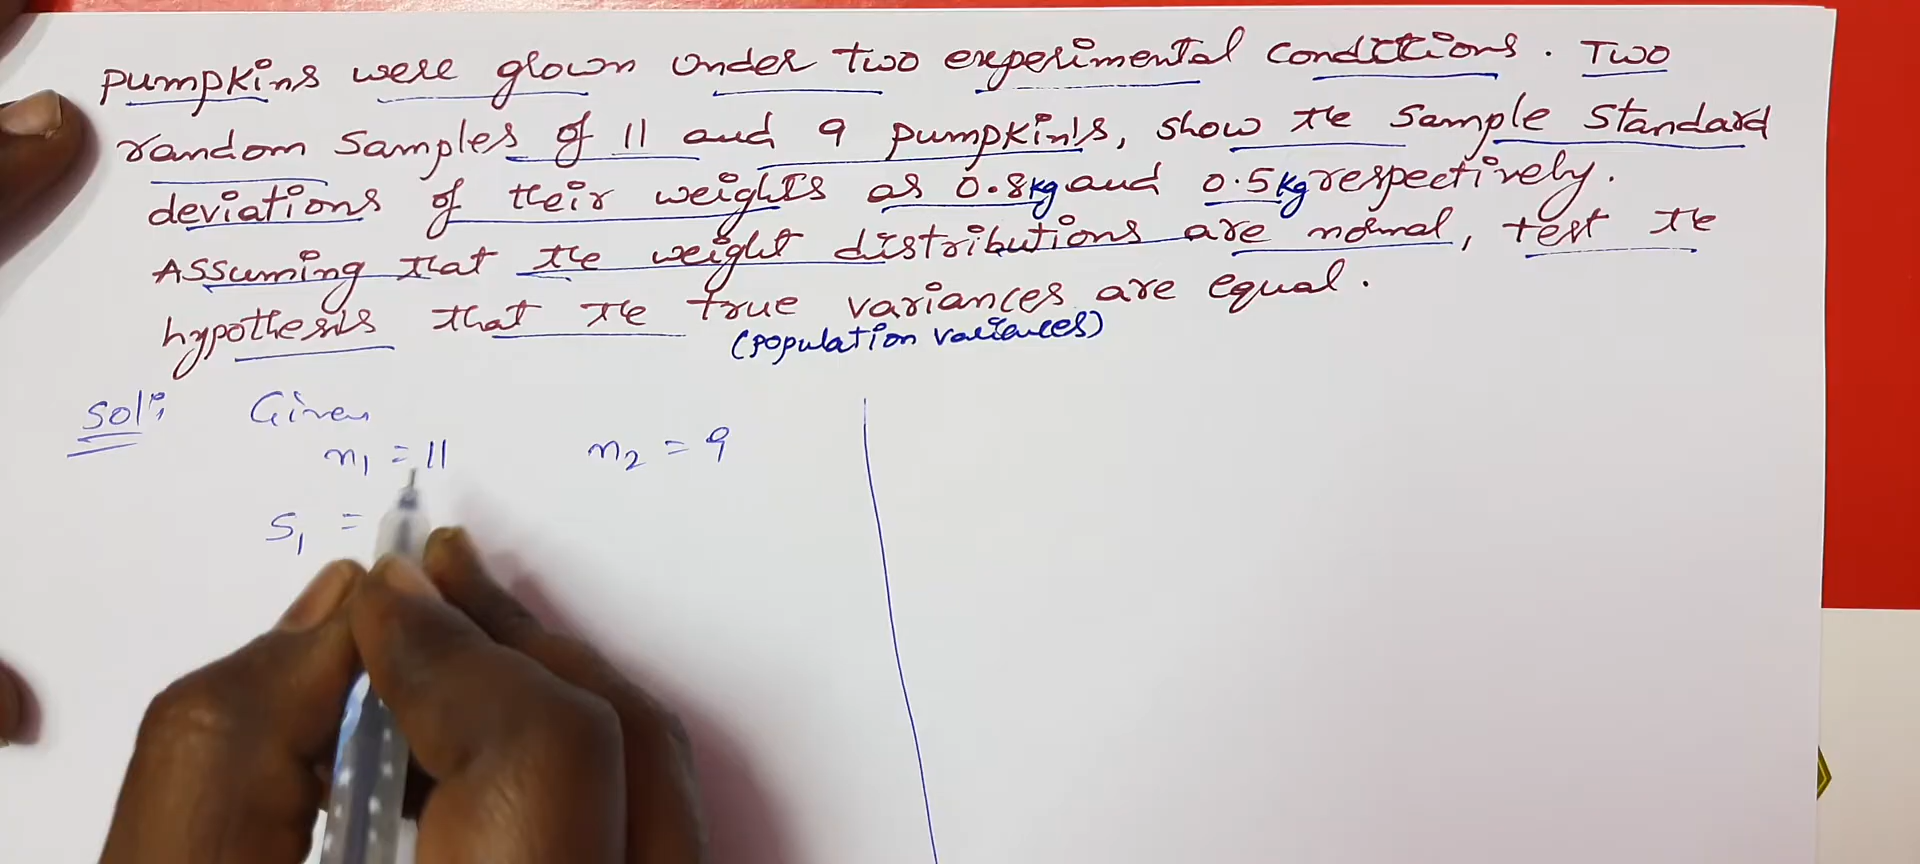 Pumpkins were glown under two experimental conditions. Two
random samples of 11 and 9 pumpkins, show the sample standard
deviations of their weights as 0.8kg and 0.5kg respectively.
Assuming that the weight distributions are normal, test the
hypothesis that the true variances are equal.
(population variances)
Sol: Given
n1 = 11 n2 = 9
S1 =